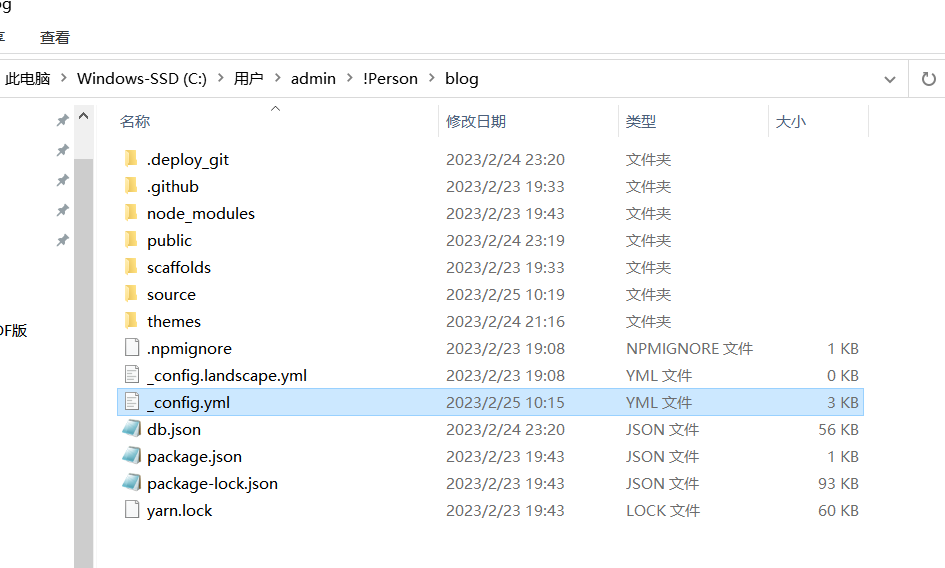 og
享 查看
此电脑 > Windows-SSD (C:) > 用户 > admin > !Person > blog
名称 修改日期 类型 大小
.deploy_git 2023/2/24 23:20 文件夹
.github 2023/2/23 19:33 文件夹
node_modules 2023/2/23 19:43 文件夹
public 2023/2/24 23:19 文件夹
scaffolds 2023/2/23 19:33 文件夹
source 2023/2/25 10:19 文件夹
themes 2023/2/24 21:16 文件夹
DF版
.npmignore 2023/2/23 19:08 NPMIGNORE 文件 1 KB
_config.landscape.yml 2023/2/23 19:08 YML 文件 0 KB
_config.yml 2023/2/25 10:15 YML 文件 3 KB
db.json 2023/2/24 23:20 JSON 文件 56 KB
package.json 2023/2/23 19:43 JSON 文件 1 KB
package-lock.json 2023/2/23 19:43 JSON 文件 93 KB
yarn.lock 2023/2/23 19:43 LOCK 文件 60 KB